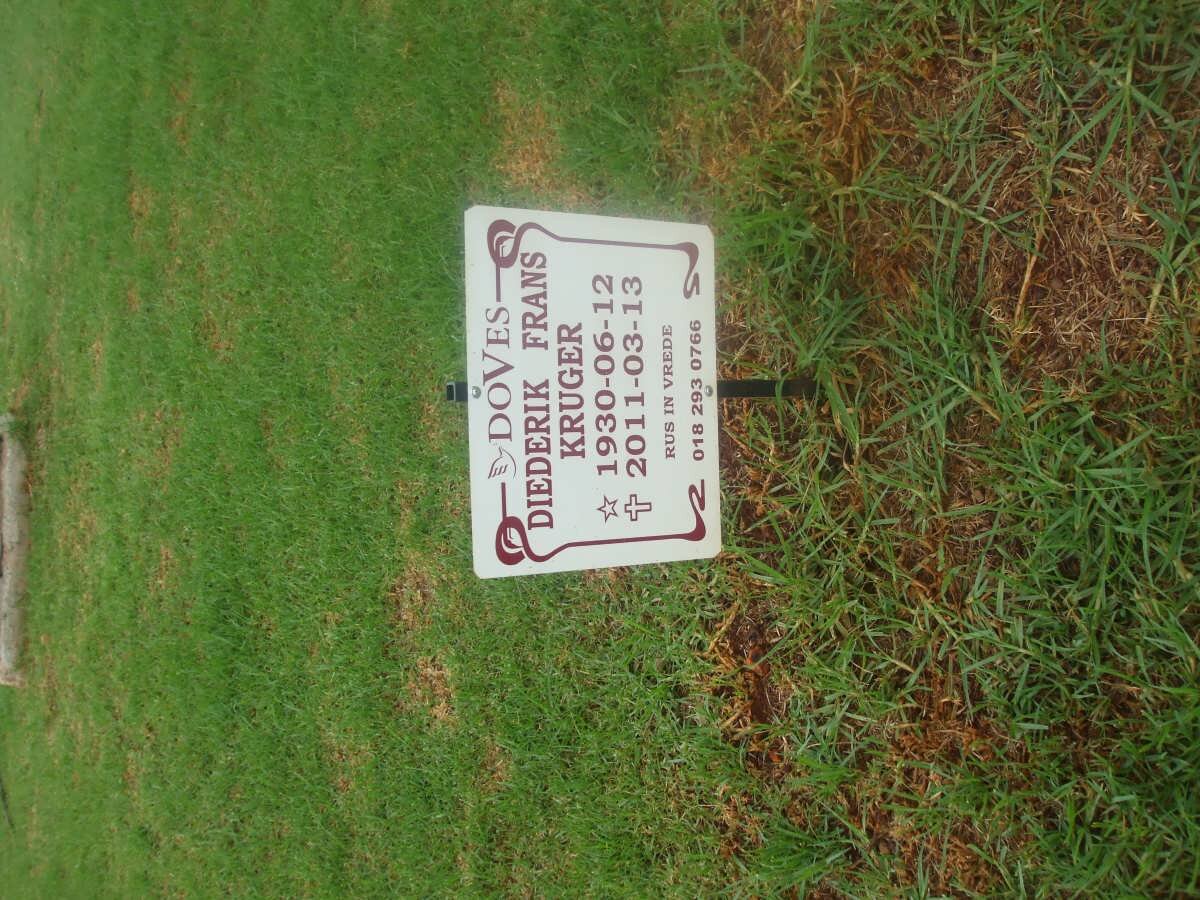 DOVES
DIEDERIK FRANS
KRUGER
☆ 1930-06-12
✝ 2011-03-13
RUS IN VREDE
018 293 0766